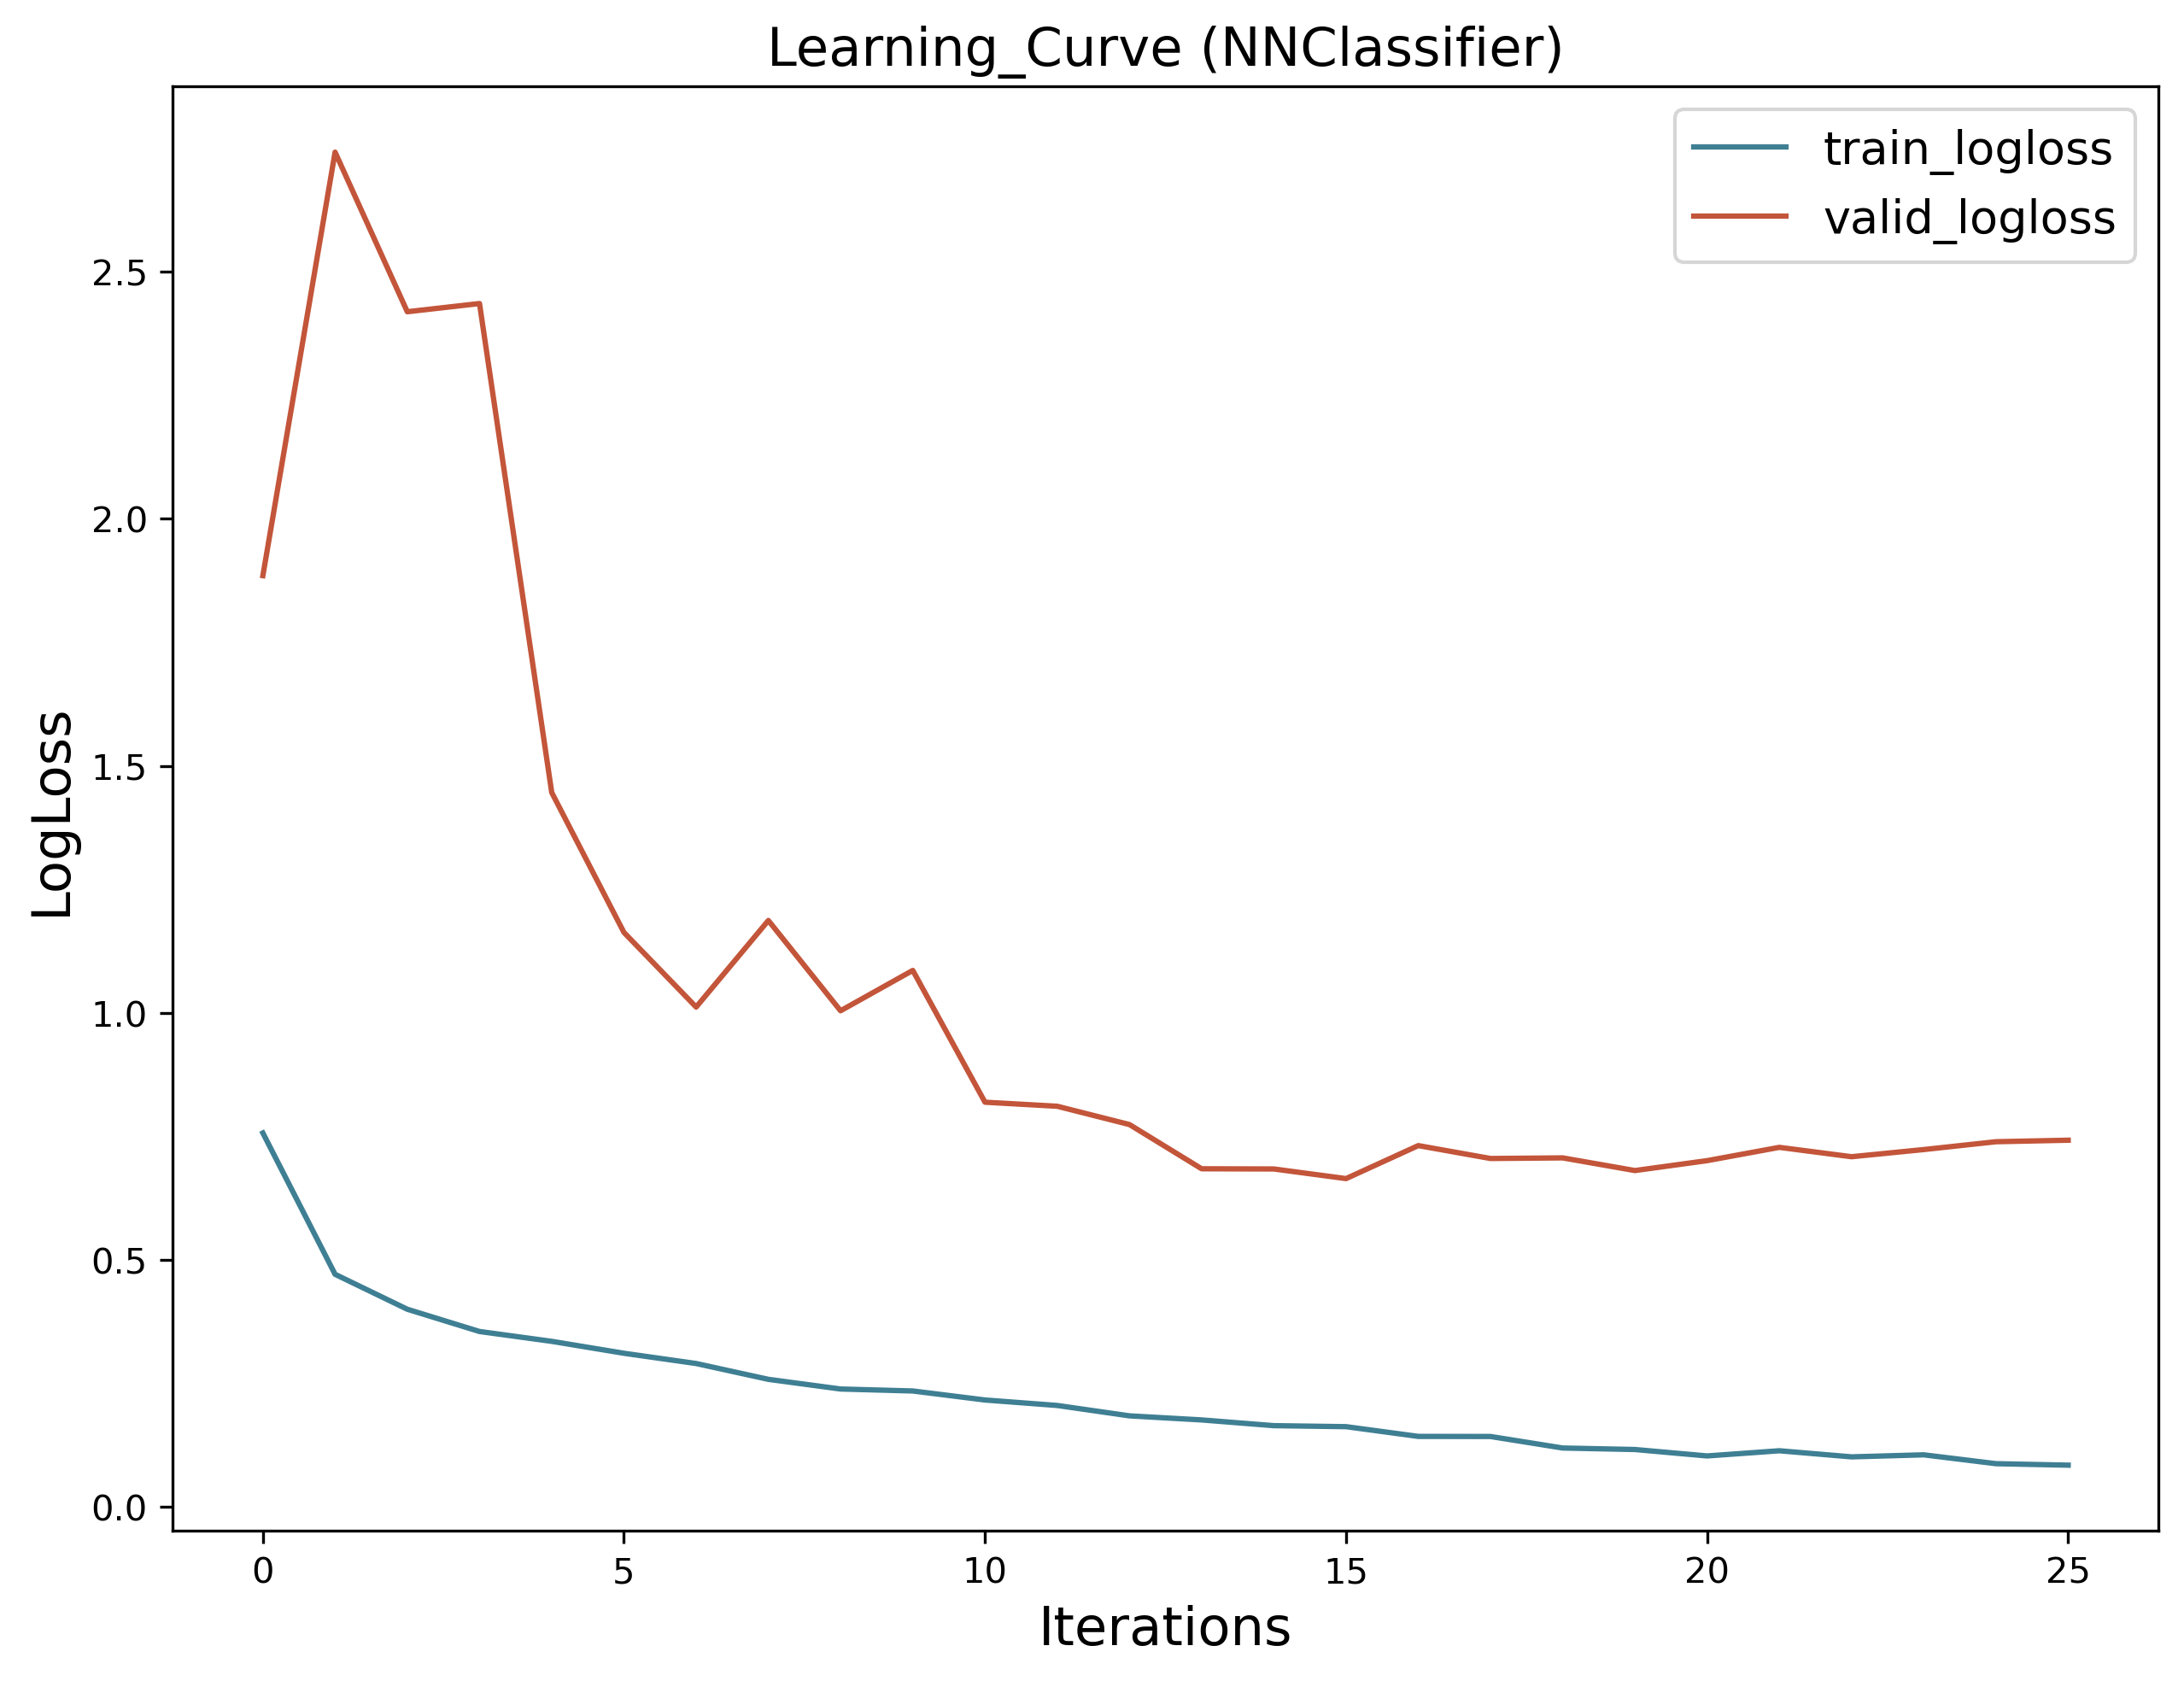 Learning_Curve (NNClassifier)
train_logloss
valid_logloss
LogLoss
2.5
2.0
1.5
1.0
0.5
0.0
0 5 10 15 20 25
Iterations